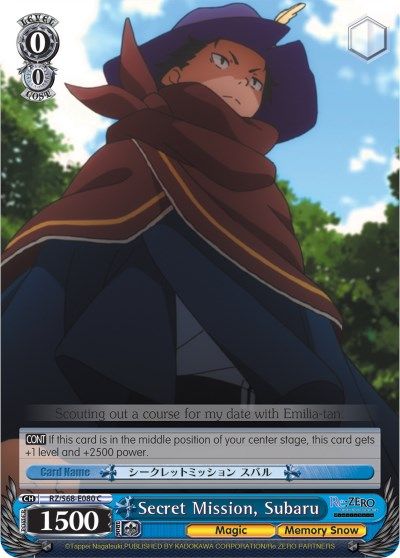 LEVEL
0
0
COST
Scouting out a course for my date with Emilia-tan.
CONT If this card is in the middle position of your center stage, this card gets
+1 level and +2500 power.
Card Name シークレットミッション スバル
CH RZ/S68-E080 C
Secret Mission, Subaru
Re:ZERO
POWER 1500 SOUL
Magic
Memory Snow
©Tappei Nagatsuki,PUBLISHED BY KADOKAWA CORPORATION/Re:ZERO PARTNERS